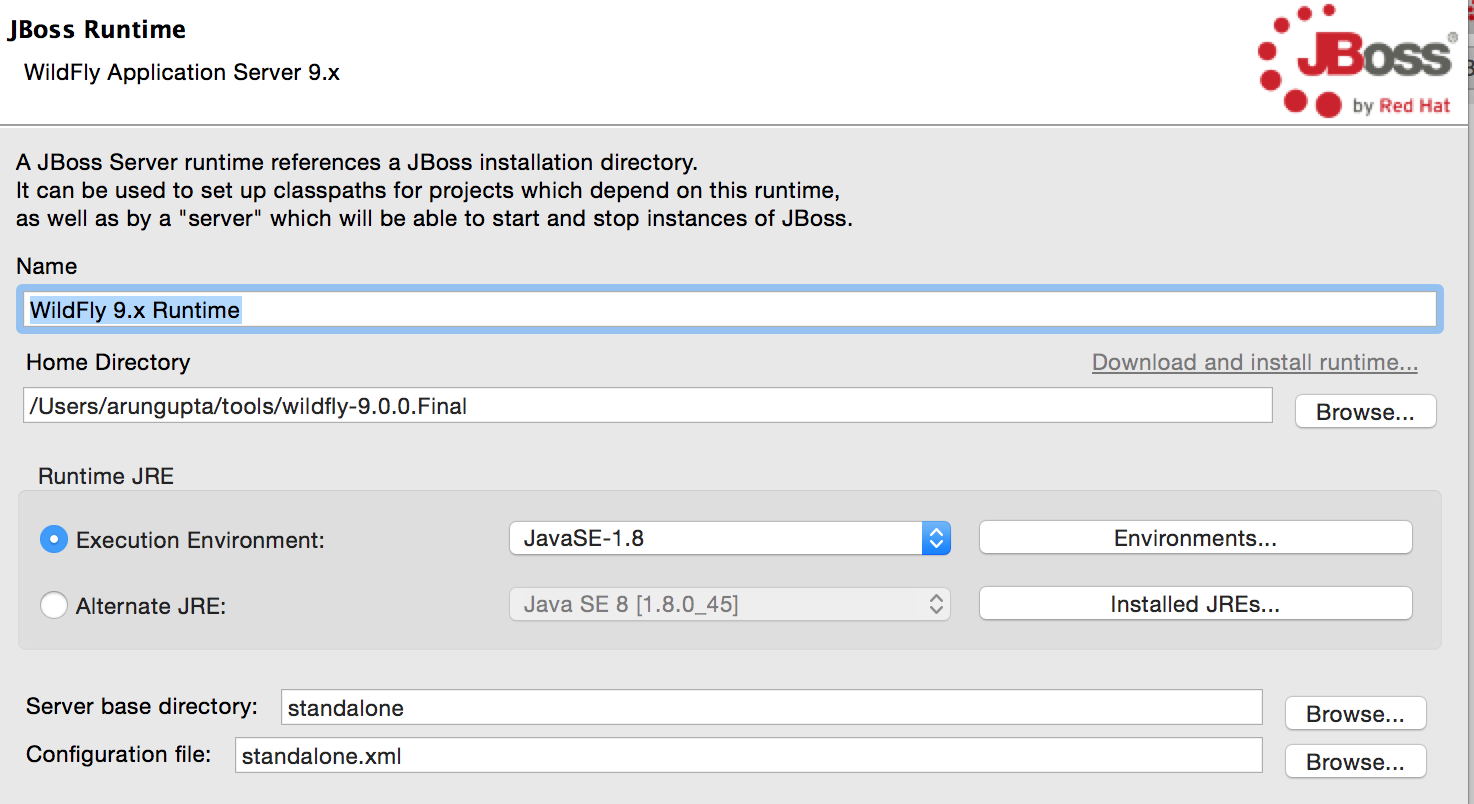 JBoss Runtime
WildFly Application Server 9.x
JBoss®
by Red Hat
A JBoss Server runtime references a JBoss installation directory.
It can be used to set up classpaths for projects which depend on this runtime,
as well as by a "server" which will be able to start and stop instances of JBoss.
Name
WildFly 9.x Runtime
Home Directory
Download and install runtime...
/Users/arungupta/tools/wildfly-9.0.0.Final
Browse...
Runtime JRE
Execution Environment:
JavaSE-1.8
Environments...
Alternate JRE:
Java SE 8 [1.8.0_45]
Installed JREs...
Server base directory:
standalone
Browse...
Configuration file:
standalone.xml
Browse...